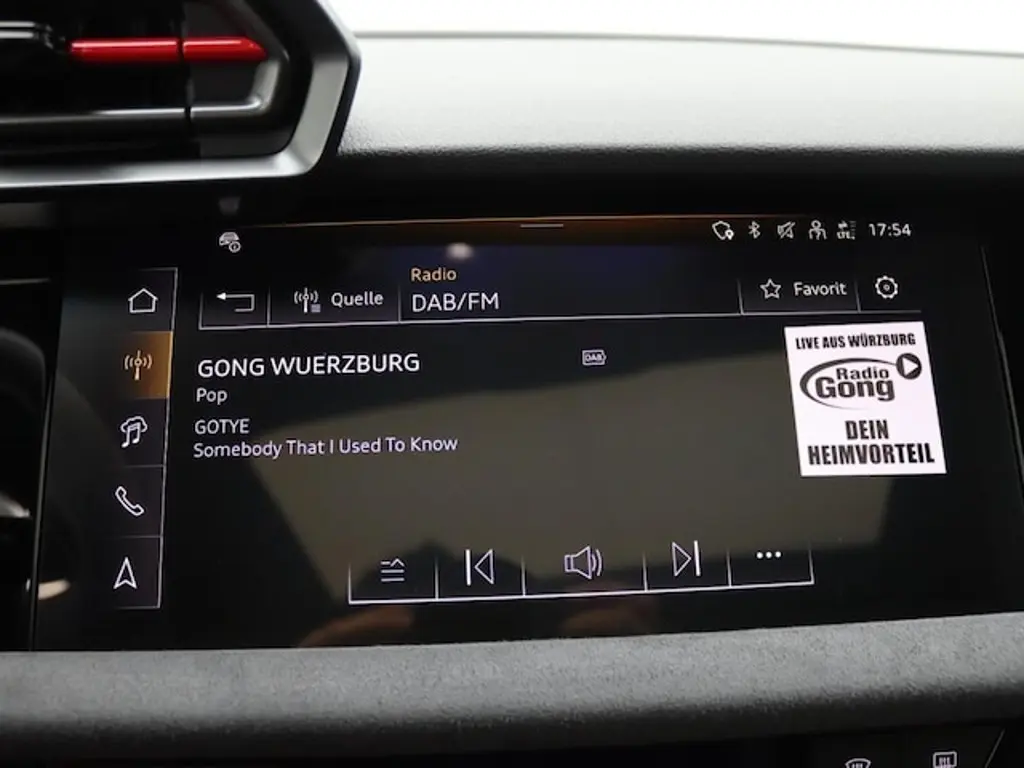 LTE
17:54
Quelle
Radio
DAB/FM
Favorit
GONG WUERZBURG
DAB
Pop
GOTYE
Somebody That I Used To Know
LIVE AUS WÜRZBURG
Radio
Gong
DEIN
HEIMVORTEIL